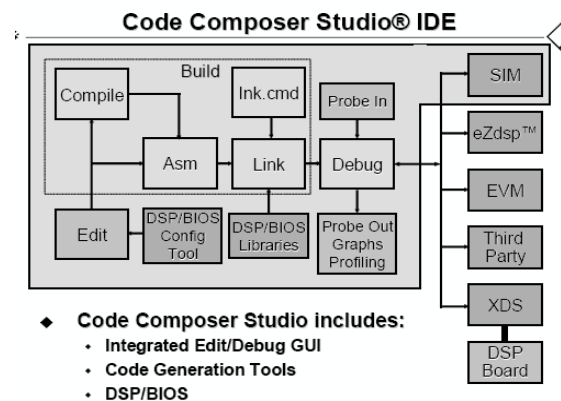 Code Composer Studio® IDE
Build
Compile
lnk.cmd
Probe In
SIM
eZdsp™
Asm
Link
Debug
EVM
Edit
DSP/BIOS
Config
Tool
DSP/BIOS
Libraries
Probe Out
Graphs
Profiling
Third
Party
XDS
DSP
Board
◆ Code Composer Studio includes:
• Integrated Edit/Debug GUI
• Code Generation Tools
• DSP/BIOS